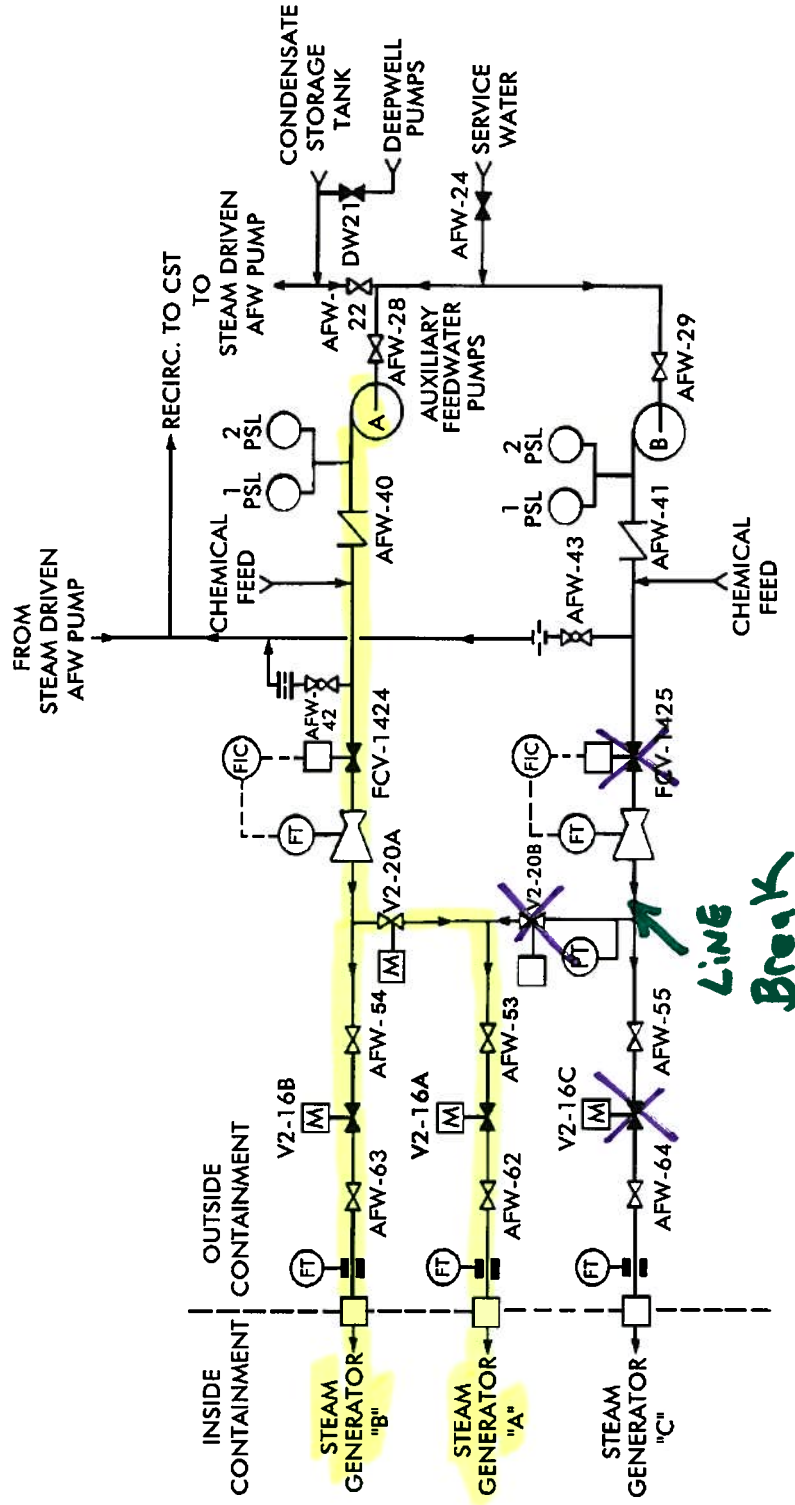 FROM
STEAM DRIVEN
AFW PUMP
RECIRC. TO CST
TO
STEAM DRIVEN
AFW PUMP
CONDENSATE
STORAGE
TANK
DEEPWELL
PUMPS
DW21
SERVICE
WATER
AFW-24
AFW-
22
AFW-28
AUXILIARY
FEEDWATER
PUMPS
A
AFW-29
B
1
PSL
2
PSL
AFW-40
CHEMICAL
FEED
AFW-
42
FIC
FCV-1424
FT
V2-20A
M
AFW-54
V2-16B
M
AFW-63
FT
OUTSIDE
CONTAINMENT
INSIDE
CONTAINMENT
STEAM
GENERATOR
"B"
AFW-53
V2-16A
M
AFW-62
FT
STEAM
GENERATOR
"A"
1
PSL
2
PSL
AFW-41
AFW-43
CHEMICAL
FEED
FIC
FCV-1425
FT
V2-20B
FT
AFW-55
V2-16C
M
AFW-64
FT
STEAM
GENERATOR
"C"
LINE
Break